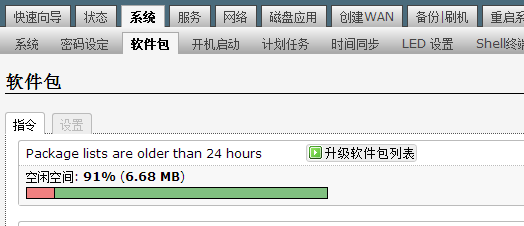 快速向导 状态 系统 服务 网络 磁盘应用 创建WAN 备份|刷机
系统 密码设定 软件包 开机启动 计划任务 时间同步 LED 设置 Shell终端
软件包
指令 设置
Package lists are older than 24 hours 升级软件包列表
空闲空间: 91% (6.68 MB)